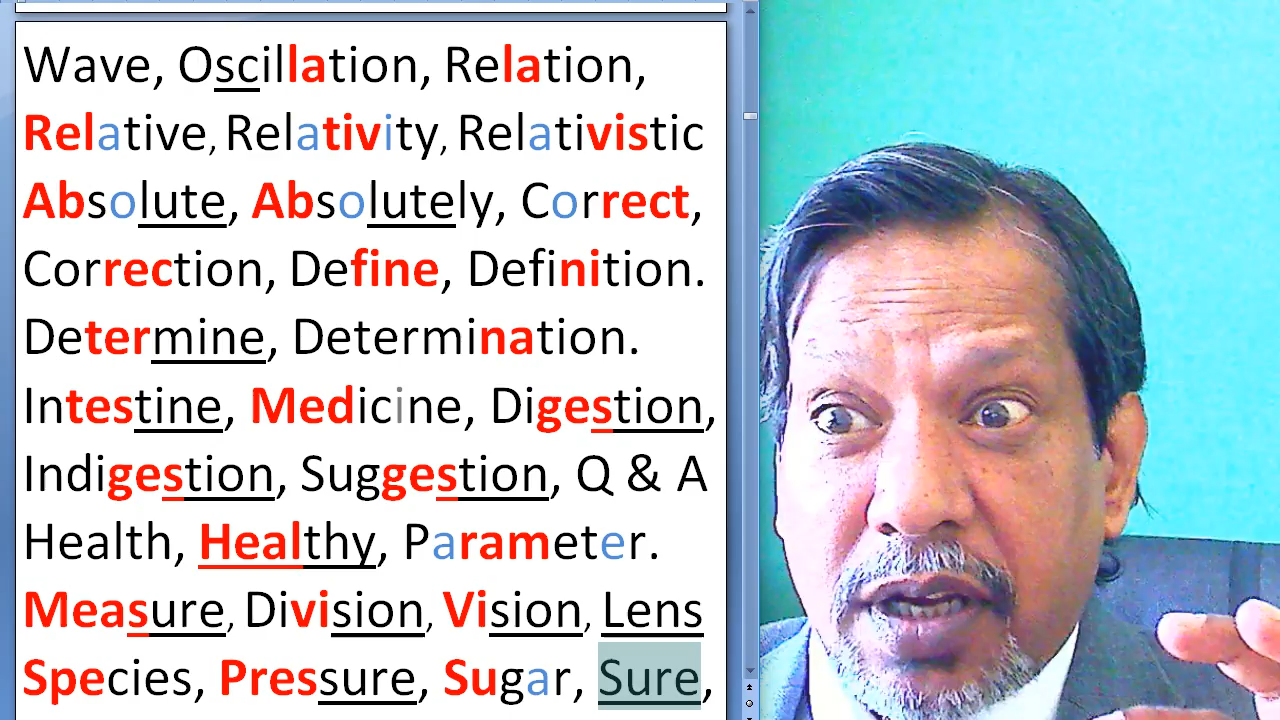 Wave, Oscillation, Relation,
Relative, Relativity, Relativistic
Absolute, Absolutely, Correct,
Correction, Define, Definition.
Determine, Determination.
Intestine, Medicine, Digestion,
Indigestion, Suggestion, Q & A
Health, Healthy, Parameter.
Measure, Division, Vision, Lens
Species, Pressure, Sugar, Sure,